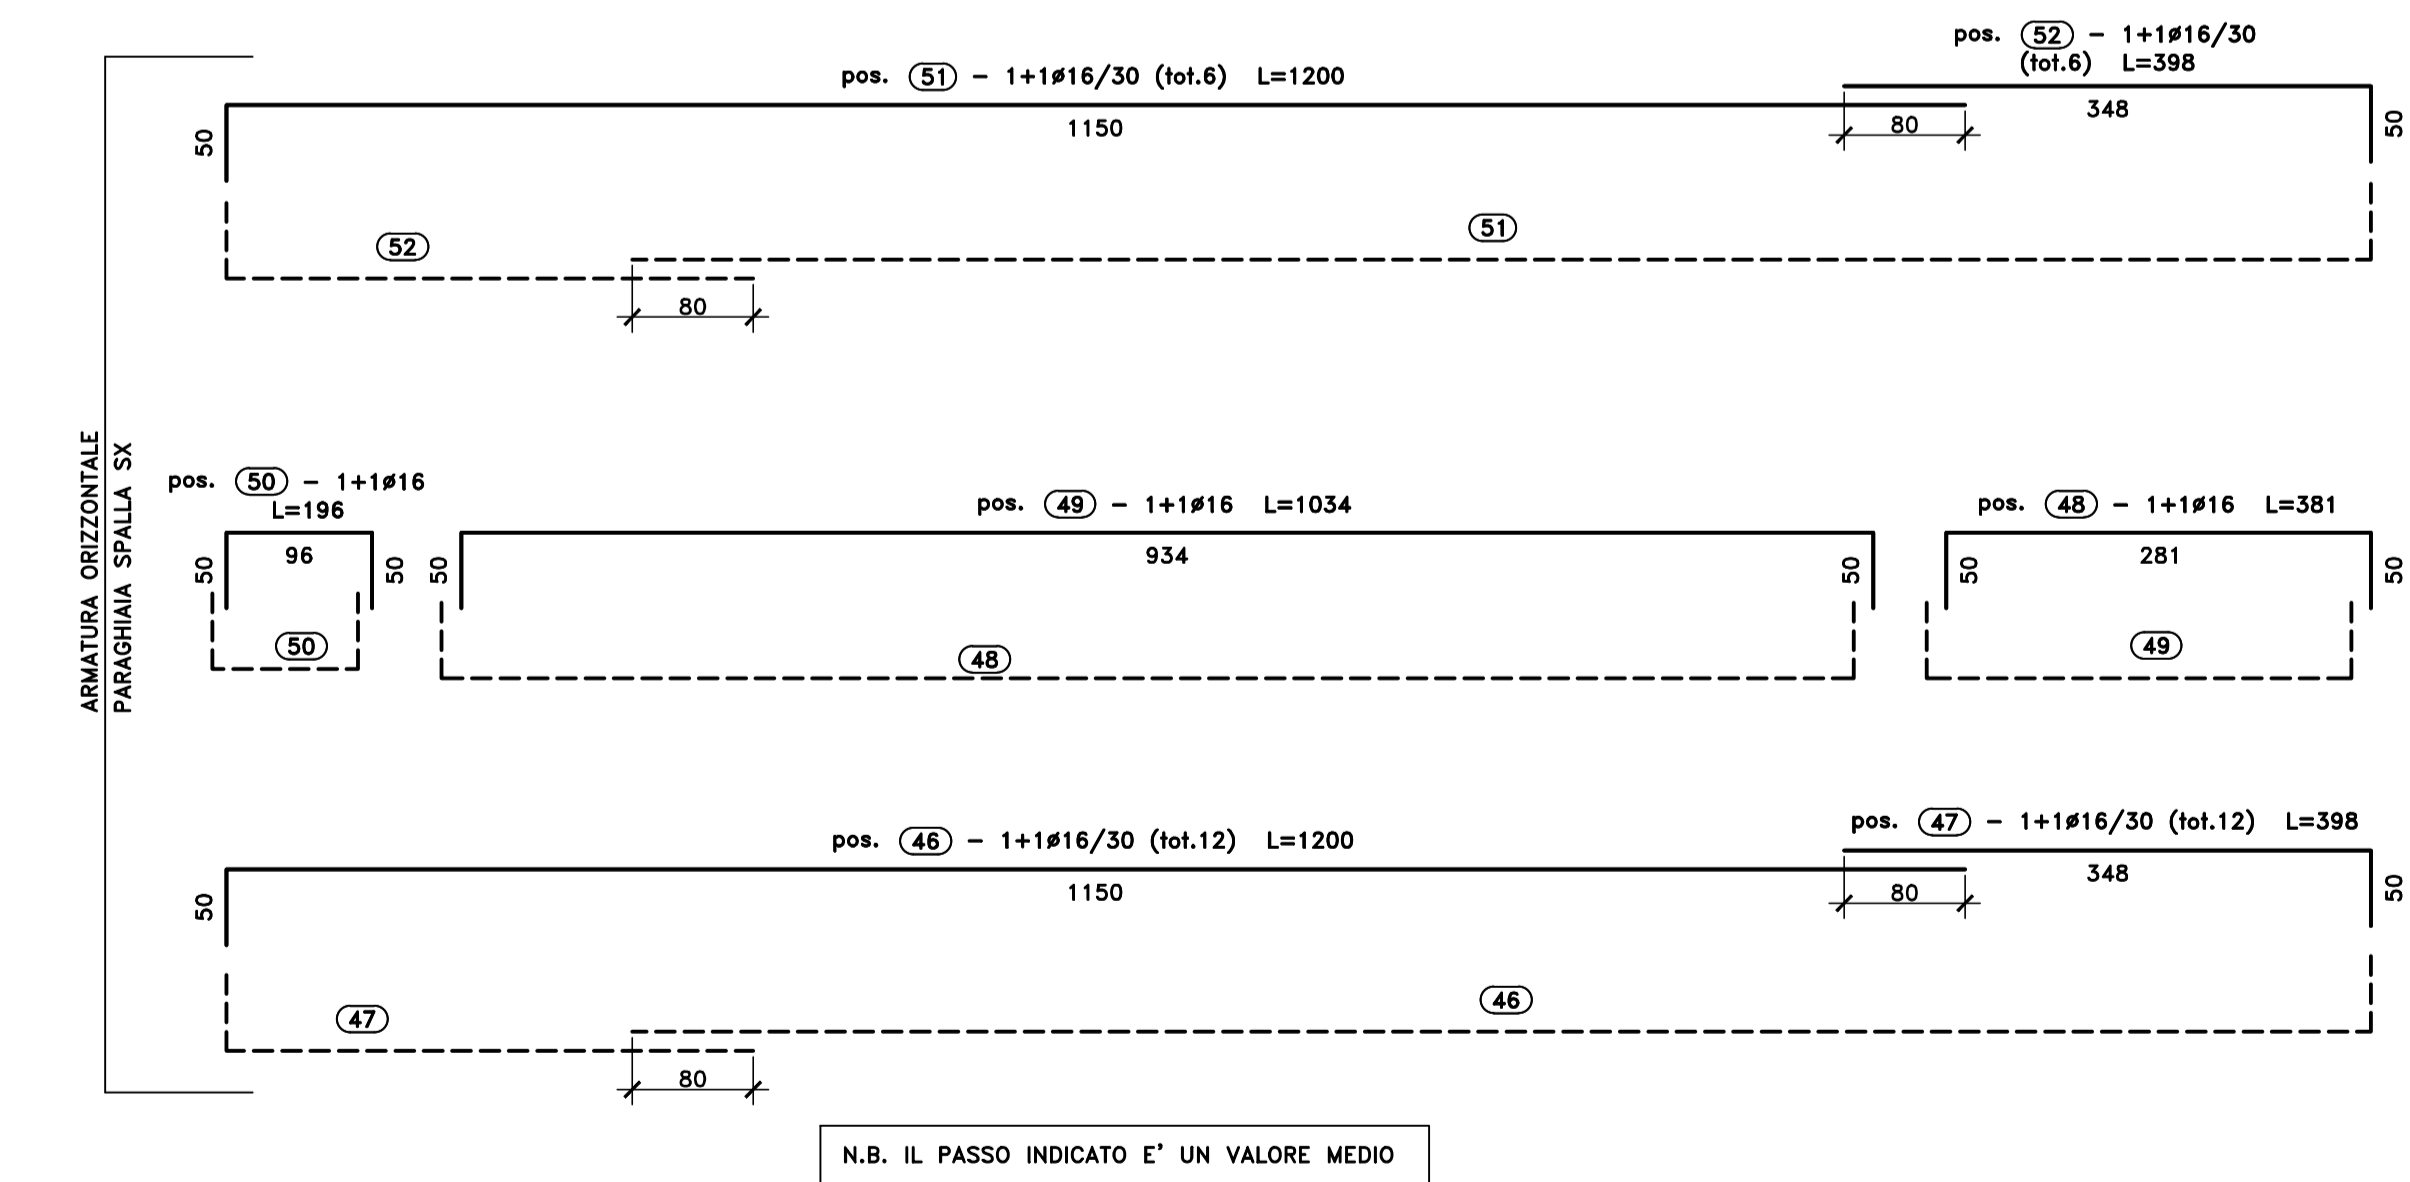 pos. 52 – 1+1ø16/30
(tot.6) L=398
pos. 51 – 1+1ø16/30 (tot.6) L=1200
50
1150
80
348
50
52
51
80
ARMATURA ORIZZONTALE
PARAGHIAIA SPALLA SX
pos. 50 – 1+1ø16
L=196
pos. 49 – 1+1ø16 L=1034
pos. 48 – 1+1ø16 L=381
50
96
50
50
934
50
50
281
50
50
48
49
pos. 46 – 1+1ø16/30 (tot.12) L=1200
pos. 47 – 1+1ø16/30 (tot.12) L=398
50
1150
80
348
50
47
46
80
N.B. IL PASSO INDICATO E' UN VALORE MEDIO